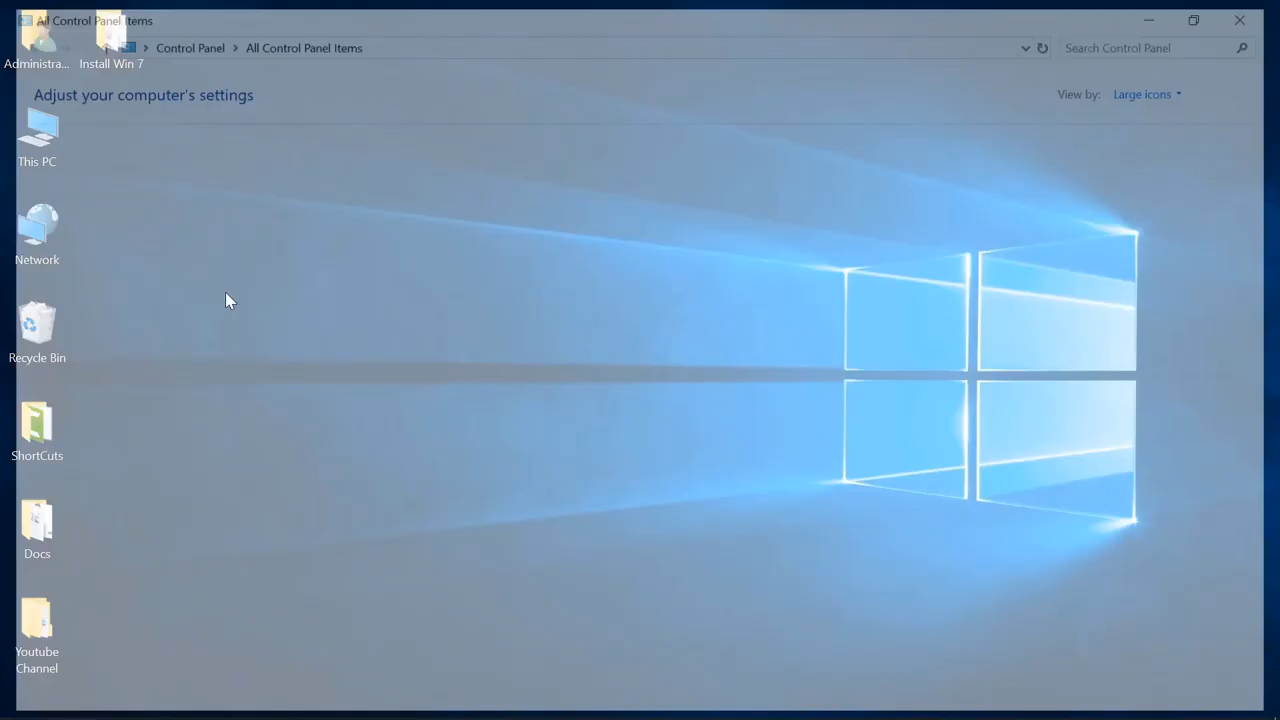 All Control Panel Items
Control Panel > All Control Panel Items
Search Control Panel
Adjust your computer's settings
View by: Large icons
Administra...
Install Win 7
This PC
Network
Recycle Bin
ShortCuts
Docs
Youtube
Channel